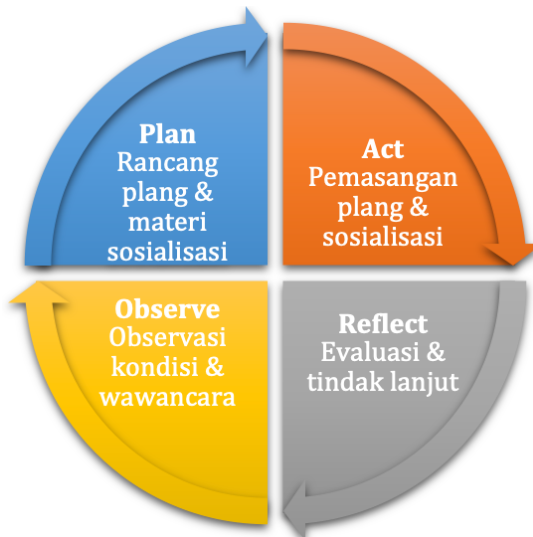 Plan
Rancang
plang &
materi
sosialisasi
Act
Pemasangan
plang &
sosialisasi
Observe
Observasi
kondisi &
wawancara
Reflect
Evaluasi &
tindak lanjut